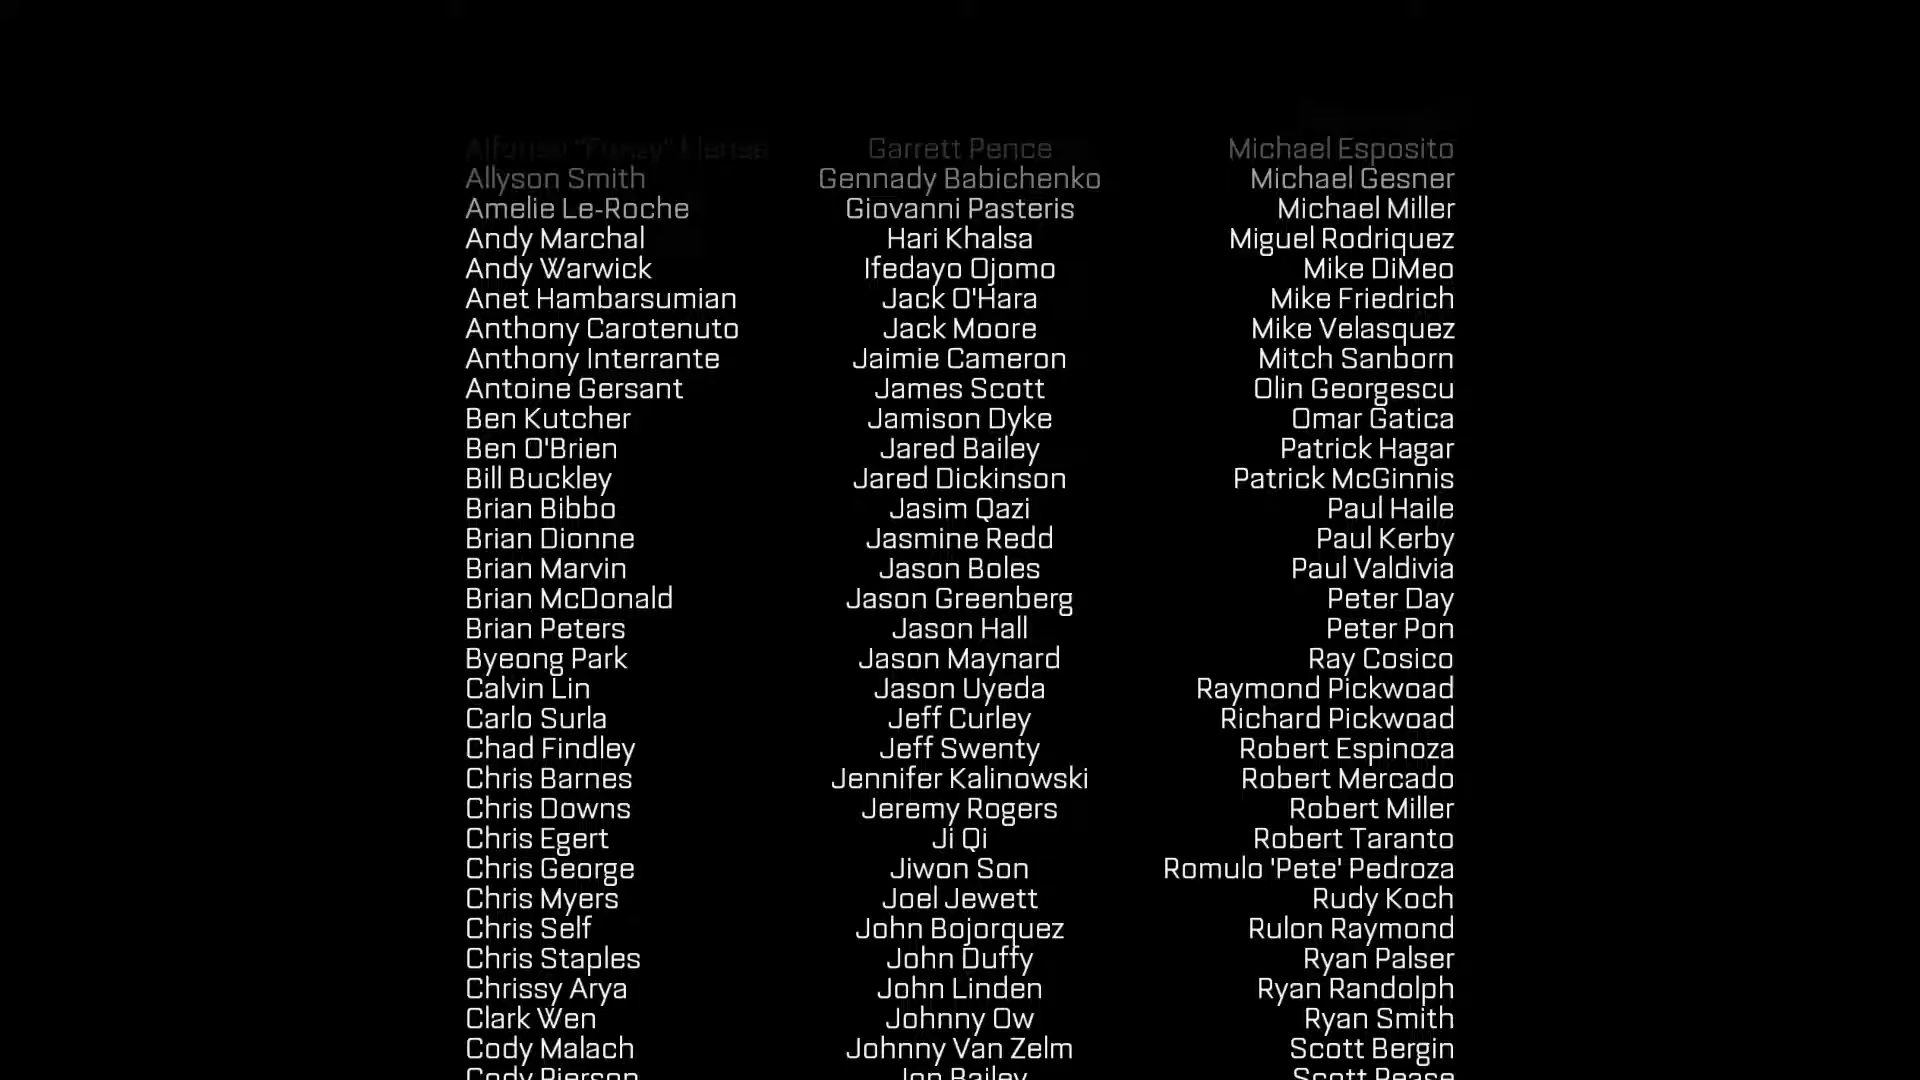 Garrett Pence
Michael Esposito
Allyson Smith
Gennady Babichenko
Michael Gesner
Amelie Le-Roche
Giovanni Pasteris
Michael Miller
Andy Marchal
Hari Khalsa
Miguel Rodriquez
Andy Warwick
Ifedayo Ojomo
Mike DiMeo
Anet Hambarsumian
Jack O'Hara
Mike Friedrich
Anthony Carotenuto
Jack Moore
Mike Velasquez
Anthony Interrante
Jaimie Cameron
Mitch Sanborn
Antoine Gersant
James Scott
Olin Georgescu
Ben Kutcher
Jamison Dyke
Omar Gatica
Ben O'Brien
Jared Bailey
Patrick Hagar
Bill Buckley
Jared Dickinson
Patrick McGinnis
Brian Bibbo
Jasim Qazi
Paul Haile
Brian Dionne
Jasmine Redd
Paul Kerby
Brian Marvin
Jason Boles
Paul Valdivia
Brian McDonald
Jason Greenberg
Peter Day
Brian Peters
Jason Hall
Peter Pon
Byeong Park
Jason Maynard
Ray Cosico
Calvin Lin
Jason Uyeda
Raymond Pickwoad
Carlo Surla
Jeff Curley
Richard Pickwoad
Chad Findley
Jeff Swenty
Robert Espinoza
Chris Barnes
Jennifer Kalinowski
Robert Mercado
Chris Downs
Jeremy Rogers
Robert Miller
Chris Egert
Ji Qi
Robert Taranto
Chris George
Jiwon Son
Romulo 'Pete' Pedroza
Chris Myers
Joel Jewett
Rudy Koch
Chris Self
John Bojorquez
Rulon Raymond
Chris Staples
John Duffy
Ryan Palser
Chrissy Arya
John Linden
Ryan Randolph
Clark Wen
Johnny Ow
Ryan Smith
Cody Malach
Johnny Van Zelm
Scott Bergin
Cody Pierson
Jon Bailey
Scott Pease